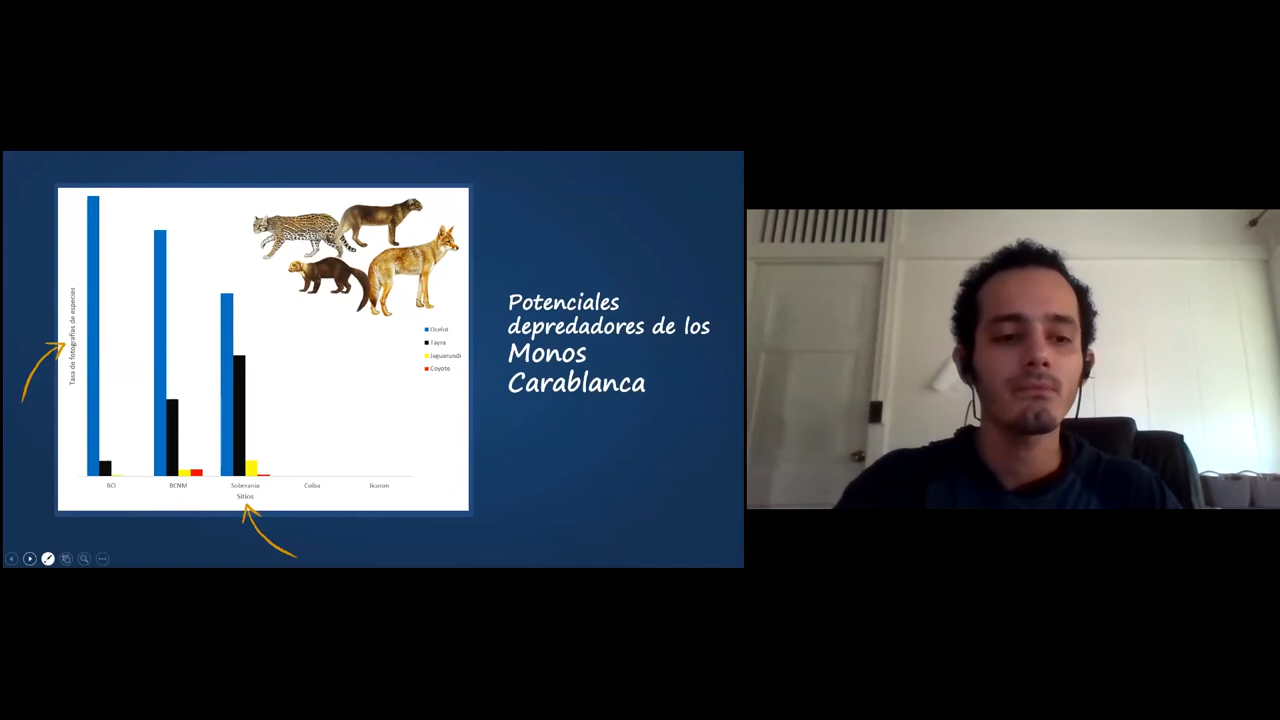 Tasa de fotografías de especies
Ocelot
Tayra
Jaguarundi
Coyote
BCI
BCNM
Soberania
Coiba
Jicaron
Sitios
Potenciales
depredadores de los
Monos
Carablanca